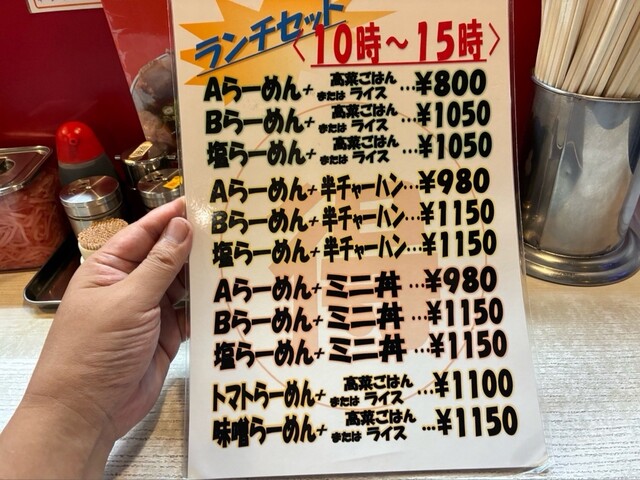 ランチセット
〈10時～15時〉
Aらーめん+ 高菜ごはん または ライス …¥800
Bらーめん+ 高菜ごはん または ライス …¥1050
塩らーめん+ 高菜ごはん または ライス …¥1050
Aらーめん+半チャーハン…¥980
Bらーめん+半チャーハン…¥1150
塩らーめん+半チャーハン…¥1150
Aらーめん+ミニ丼…¥980
Bらーめん+ミニ丼…¥1150
塩らーめん+ミニ丼…¥1150
トマトらーめん+ 高菜ごはん または ライス …¥1100
味噌らーめん+ 高菜ごはん または ライス …¥1150
得